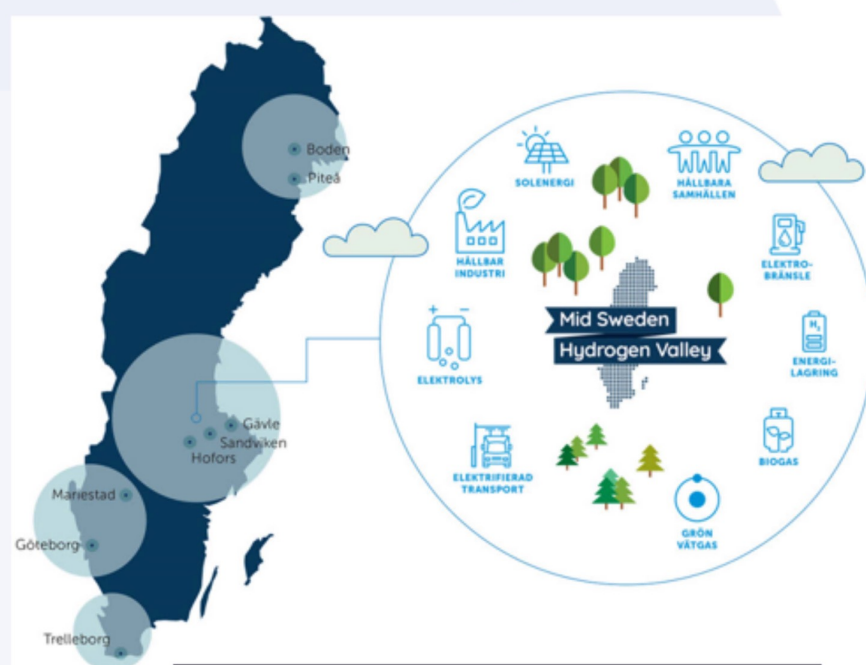 Boden
Piteå
Gävle
Sandviken
Hofors
Mariestad
Göteborg
Trelleborg
SOLENERGI
HÅLLBARA
SAMHÄLLEN
HÅLLBAR
INDUSTRI
ELEKTRO-
BRÄNSLE
Mid Sweden
Hydrogen Valley
ELEKTROLYS
+ −
H₂
ENERGI-
LAGRING
ELEKTRIFIERAD
TRANSPORT
BIOGAS
GRÖN
VÄTGAS